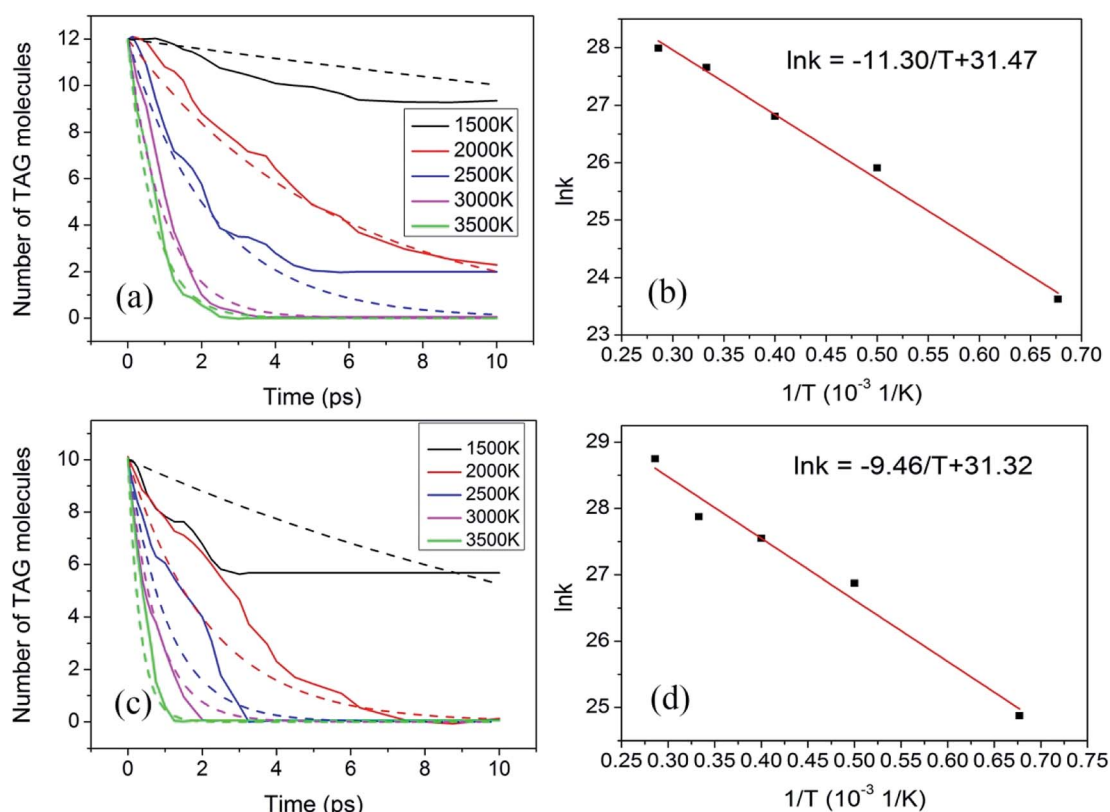 Number of TAG molecules
12
10
8
6
4
2
0
1500K
2000K
2500K
3000K
3500K
(a)
0 2 4 6 8 10
Time (ps)
lnk
28
27
26
25
24
23
lnk = -11.30/T+31.47
(b)
0.25 0.30 0.35 0.40 0.45 0.50 0.55 0.60 0.65 0.70
1/T (10⁻³ 1/K)
Number of TAG molecules
10
8
6
4
2
0
1500K
2000K
2500K
3000K
3500K
(c)
0 2 4 6 8 10
Time (ps)
lnk
29
28
27
26
25
lnk = -9.46/T+31.32
(d)
0.25 0.30 0.35 0.40 0.45 0.50 0.55 0.60 0.65 0.70 0.75
1/T (10⁻³ 1/K)